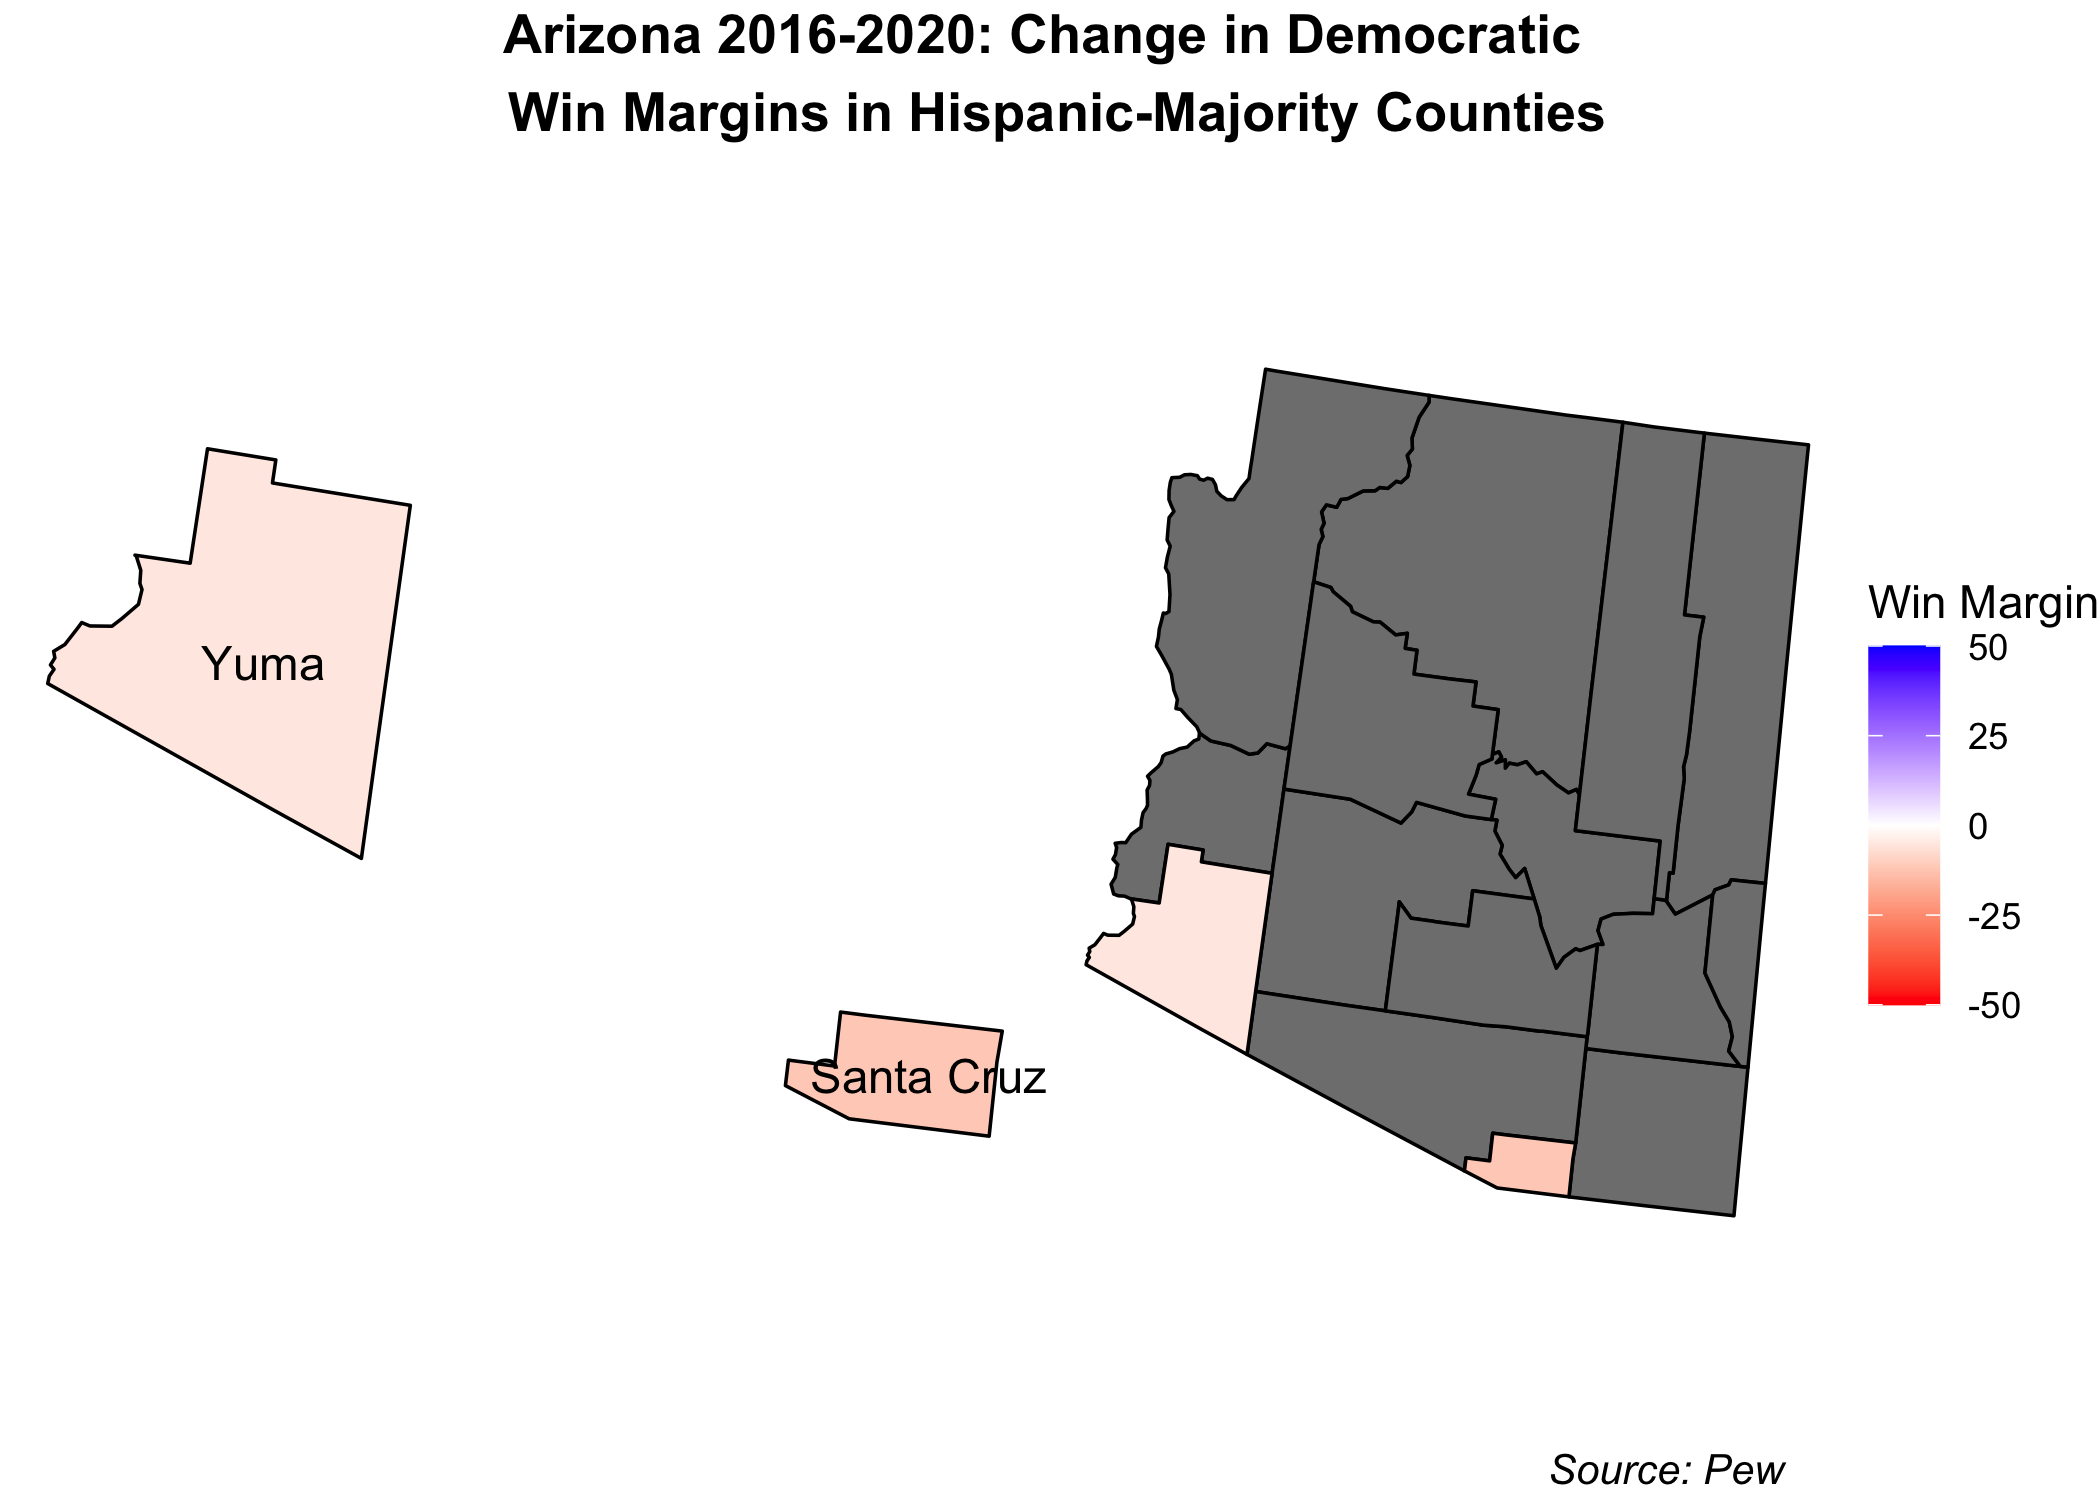 Arizona 2016-2020: Change in Democratic
Win Margins in Hispanic-Majority Counties
Yuma
Santa Cruz
Win Margin
50
25
0
-25
-50
Source: Pew